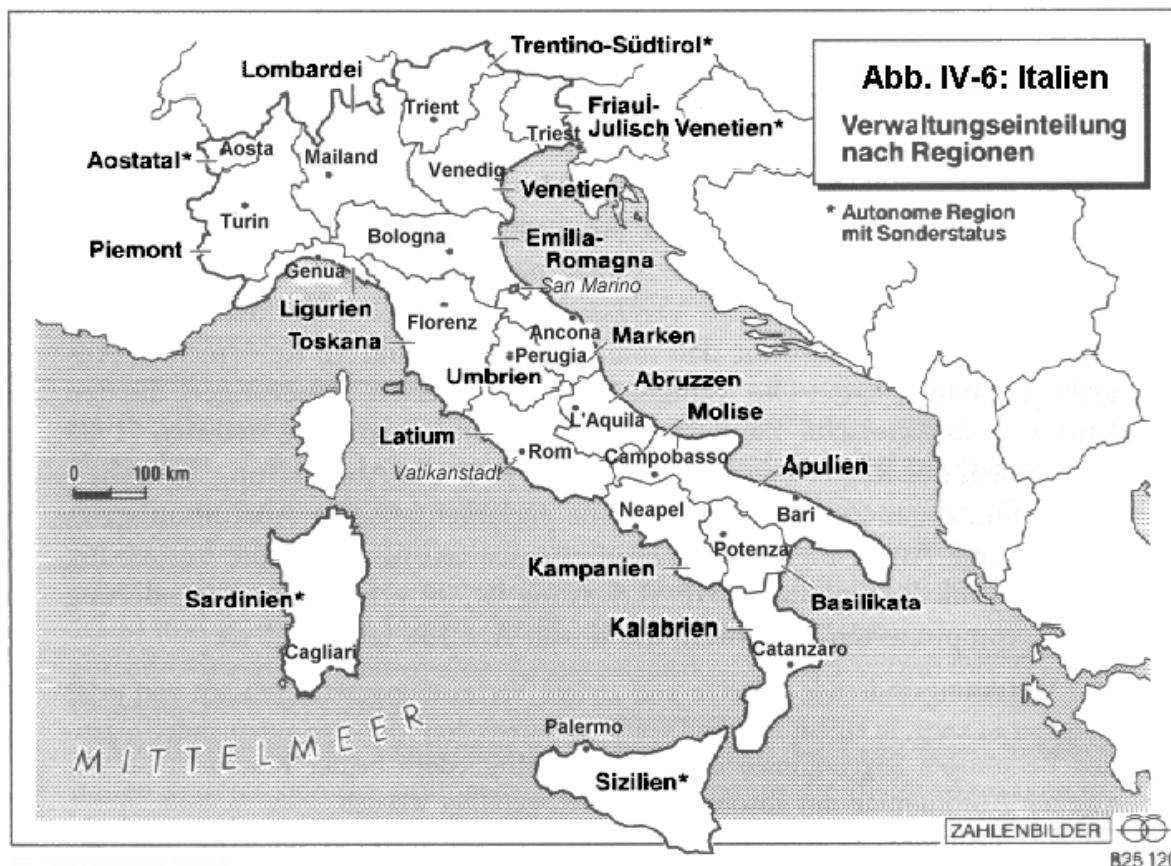 Trentino-Südtirol*
Abb. IV-6: Italien
Verwaltungseinteilung
nach Regionen
* Autonome Region
mit Sonderstatus
Lombardei
Trient
Friaul-
Julisch Venetien*
Triest
Aostatal*
Aosta
Mailand
Venedig
Venetien
Turin
Piemont
Bologna
Emilia-
Romagna
Genua
San Marino
Ligurien
Florenz
Toskana
Ancona
Marken
Perugia
Umbrien
Abruzzen
Molise
L'Aquila
Latium
Rom
Campobasso
Vatikanstadt
Apulien
0 100 km
Neapel
Bari
Potenza
Kampanien
Basilikata
Sardinien*
Kalabrien
Cagliari
Catanzaro
MITTELMEER
Palermo
Sizilien*
ZAHLENBILDER